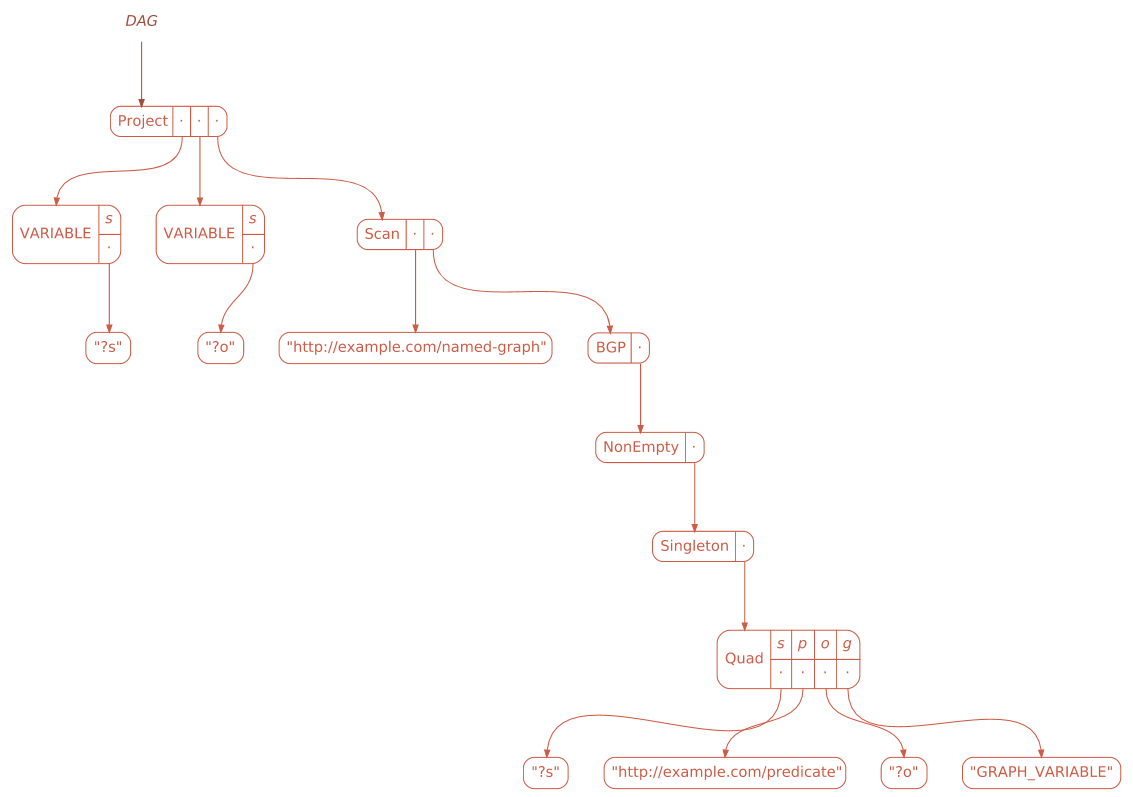 DAG
Project · · ·
VARIABLE s ·
VARIABLE s ·
Scan · ·
"?s"
"?o"
"http://example.com/named-graph"
BGP ·
NonEmpty ·
Singleton ·
Quad s p o g · · · ·
"?s"
"http://example.com/predicate"
"?o"
"GRAPH_VARIABLE"